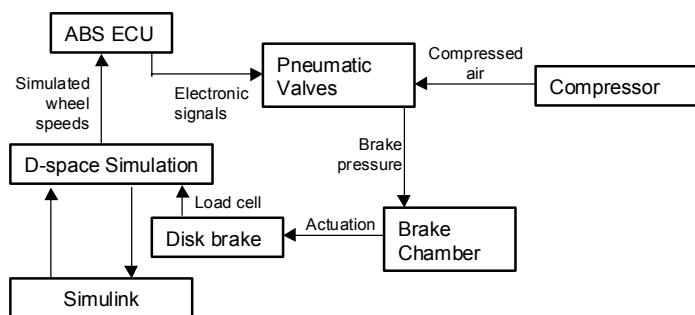 ABS ECU
Pneumatic
Valves
Compressed
air
Compressor
Simulated
wheel
speeds
Electronic
signals
Brake
pressure
D-space Simulation
Load cell
Disk brake
Actuation
Brake
Chamber
Simulink